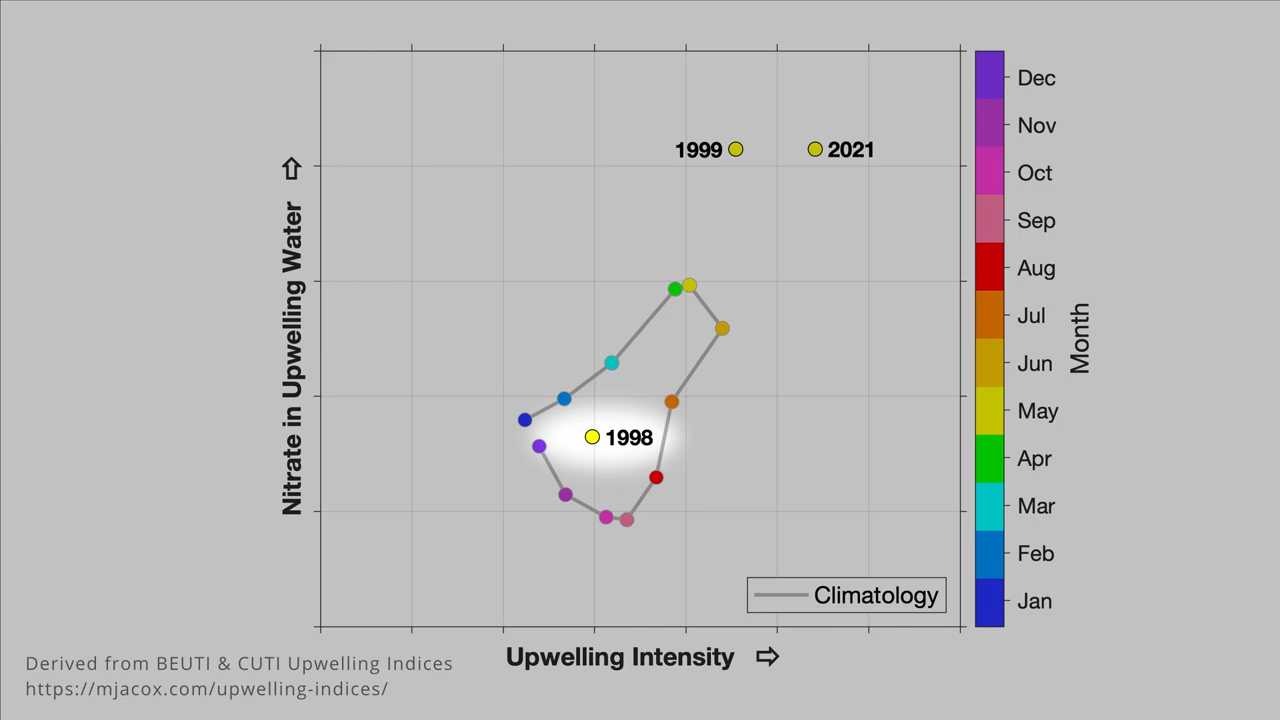 1999
2021
1998
Climatology
Nitrate in Upwelling Water
Upwelling Intensity
Dec
Nov
Oct
Sep
Aug
Jul
Jun
May
Apr
Mar
Feb
Jan
Month
Derived from BEUTI & CUTI Upwelling Indices
https://mjacox.com/upwelling-indices/